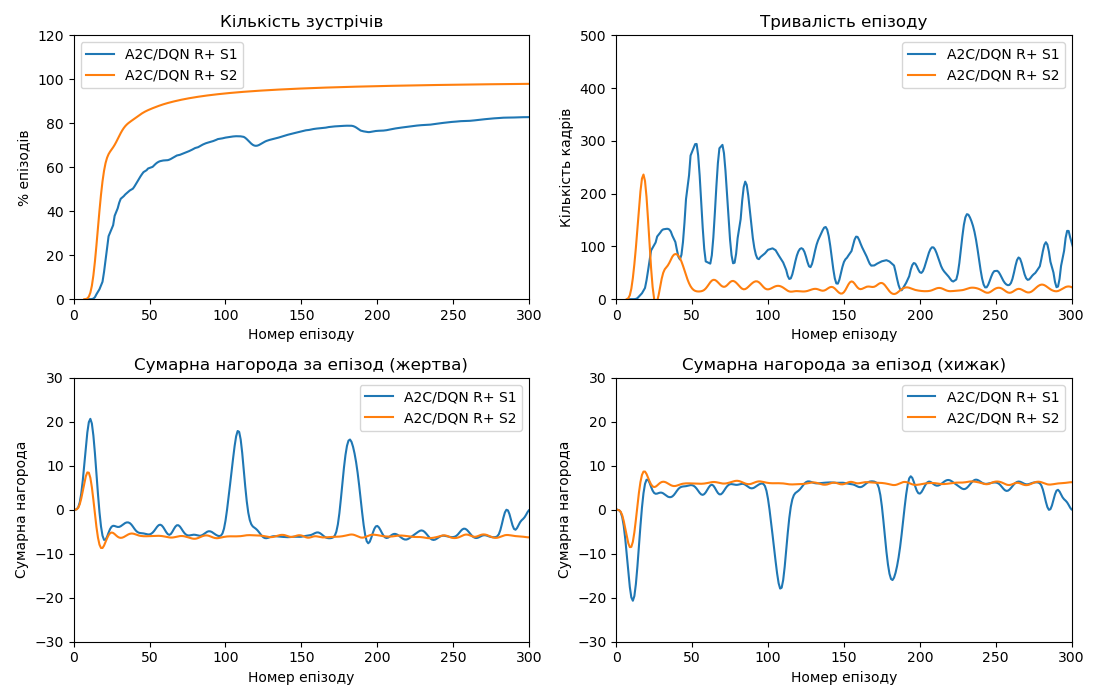 Кількість зустрічів
120
100
80
60
40
20
0
% епізодів
A2C/DQN R+ S1
A2C/DQN R+ S2
0 50 100 150 200 250 300
Номер епізоду
Тривалість епізоду
500
400
300
200
100
0
Кількість кадрів
A2C/DQN R+ S1
A2C/DQN R+ S2
0 50 100 150 200 250 300
Номер епізоду
Сумарна нагорода за епізод (жертва)
30
20
10
0
−10
−20
−30
Сумарна нагорода
A2C/DQN R+ S1
A2C/DQN R+ S2
0 50 100 150 200 250 300
Номер епізоду
Сумарна нагорода за епізод (хижак)
30
20
10
0
−10
−20
−30
Сумарна нагорода
A2C/DQN R+ S1
A2C/DQN R+ S2
0 50 100 150 200 250 300
Номер епізоду